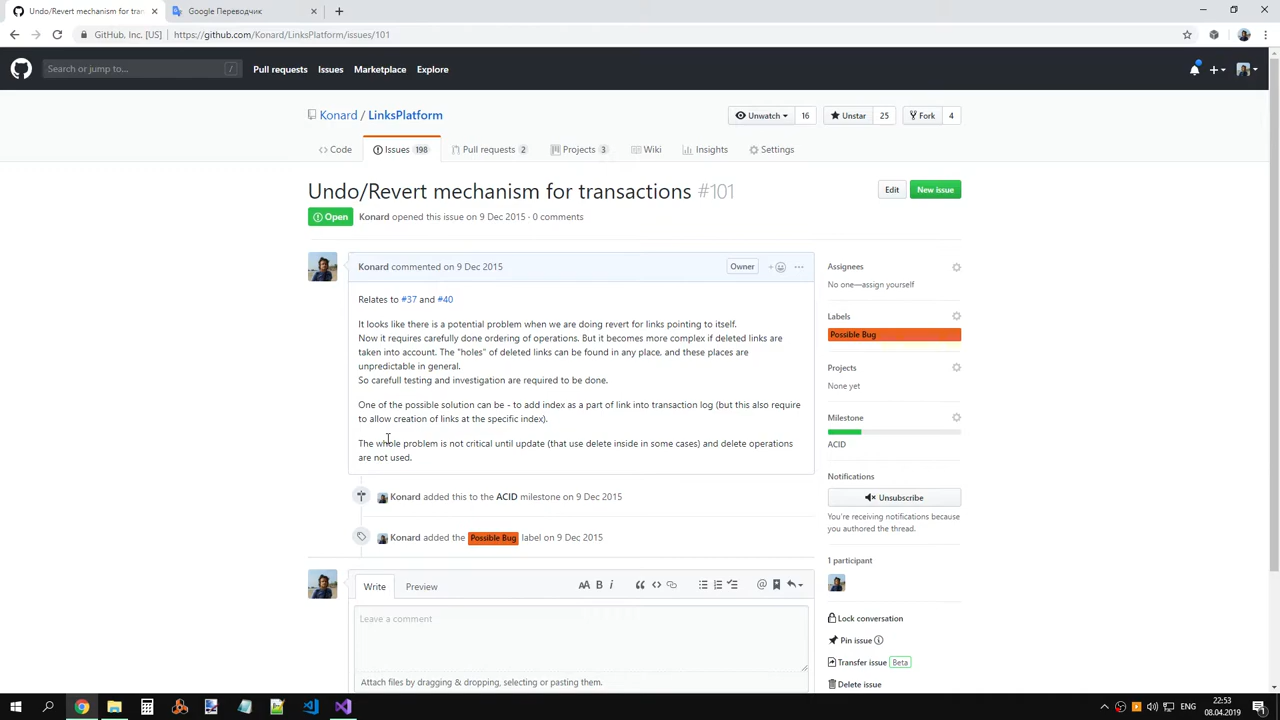 Undo/Revert mechanism for tran
Google Переводчик
GitHub, Inc. [US]
https://github.com/Konard/LinksPlatform/issues/101
Search or jump to...
/
Pull requests
Issues
Marketplace
Explore
Konard / LinksPlatform
Unwatch
16
Unstar
25
Fork
4
Code
Issues 198
Pull requests 2
Projects 3
Wiki
Insights
Settings
Undo/Revert mechanism for transactions #101
Edit
New issue
Open
Konard opened this issue on 9 Dec 2015 · 0 comments
Konard commented on 9 Dec 2015
Owner
Relates to #37 and #40
It looks like there is a potential problem when we are doing revert for links pointing to itself.
Now it requires carefully done ordering of operations. But it becomes more complex if deleted links are
taken into account. The "holes" of deleted links can be found in any place, and these places are
unpredictable in general.
So carefull testing and investigation are required to be done.
One of the possible solution can be - to add index as a part of link into transaction log (but this also require
to allow creation of links at the specific index).
The whole problem is not critical until update (that use delete inside in some cases) and delete operations
are not used.
Konard added this to the ACID milestone on 9 Dec 2015
Konard added the Possible Bug label on 9 Dec 2015
Write
Preview
AA B i
Leave a comment
Attach files by dragging & dropping, selecting or pasting them.
Assignees
No one—assign yourself
Labels
Possible Bug
Projects
None yet
Milestone
ACID
Notifications
Unsubscribe
You're receiving notifications because
you authored the thread.
1 participant
Lock conversation
Pin issue
Transfer issue Beta
Delete issue
ENG
22:53
08.04.2019
1